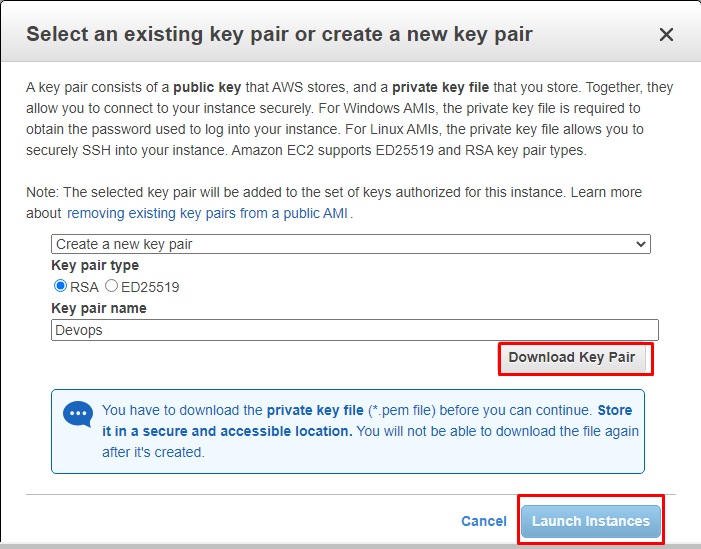 Select an existing key pair or create a new key pair
A key pair consists of a public key that AWS stores, and a private key file that you store. Together, they
allow you to connect to your instance securely. For Windows AMIs, the private key file is required to
obtain the password used to log into your instance. For Linux AMIs, the private key file allows you to
securely SSH into your instance. Amazon EC2 supports ED25519 and RSA key pair types.
Note: The selected key pair will be added to the set of keys authorized for this instance. Learn more
about removing existing key pairs from a public AMI.
Create a new key pair
Key pair type
RSA ED25519
Key pair name
Devops
Download Key Pair
You have to download the private key file (*.pem file) before you can continue. Store
it in a secure and accessible location. You will not be able to download the file again
after it's created.
Cancel Launch Instances